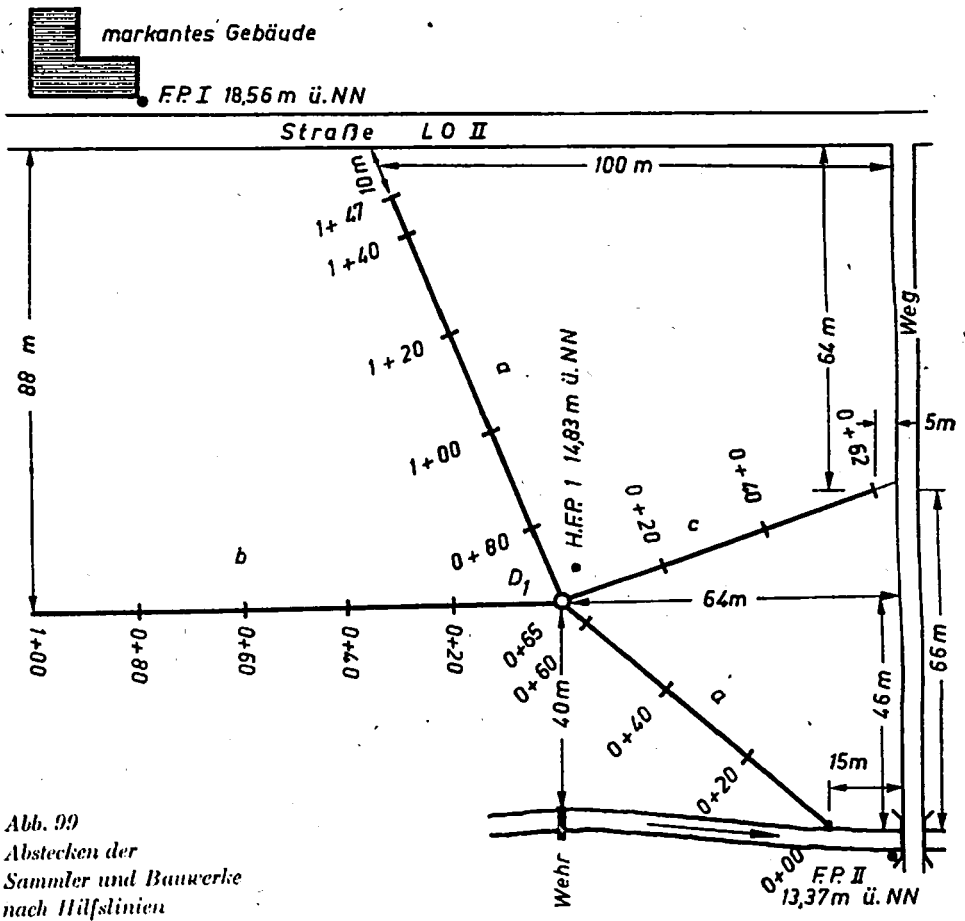 markantes Gebäude
F.P. I 18,56 m ü. NN
Straße LO II
100 m
10m
1+47
1+40
1+20
1+00
0+80
a
88 m
64 m
Weg
5m
0+62
0+40
0+20
c
H.F.P. 1 14,83 m ü. NN
b
D1
64m
1+00
0+80
0+60
0+40
0+20
0+65
0+60
40m
0+40
a
0+20
46 m
66 m
15m
0+00
Wehr
F.P. II
13,37 m ü. NN
Abb. 99
Abstecken der
Sammler und Bauwerke
nach Hilfslinien